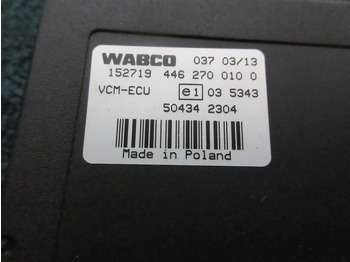 WABCO 037 03/13
152719 446 270 010 0
VCM-ECU e1 03 5343
50434 2304
Made in Poland